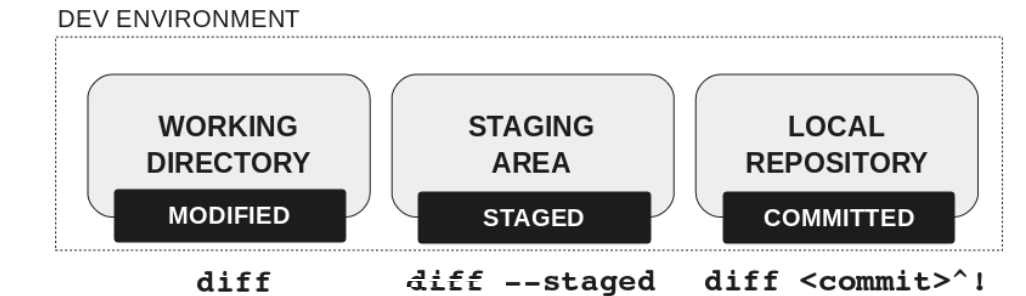 DEV ENVIRONMENT
WORKING
DIRECTORY
MODIFIED
STAGING
AREA
STAGED
LOCAL
REPOSITORY
COMMITTED
diff
diff --staged
diff <commit>^!